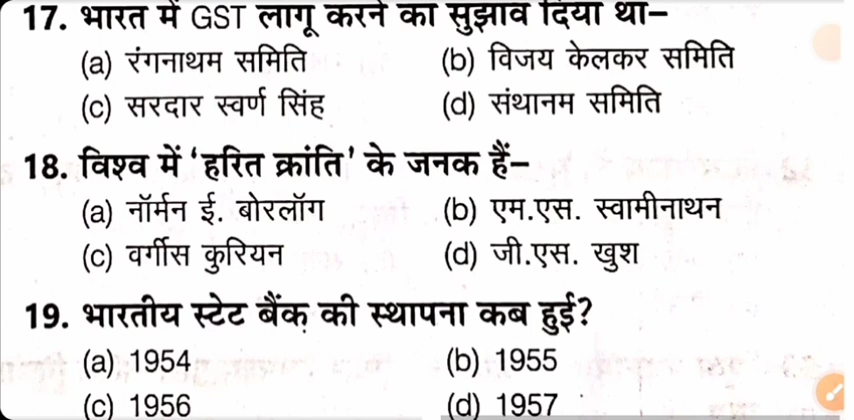 17. भारत में GST लागू करने का सुझाव दिया था–
(a) रंगनाथम समिति (b) विजय केलकर समिति
(c) सरदार स्वर्ण सिंह (d) संथानम समिति
18. विश्व में 'हरित क्रांति' के जनक हैं–
(a) नॉर्मन ई. बोरलॉग (b) एम.एस. स्वामीनाथन
(c) वर्गीस कुरियन (d) जी.एस. खुश
19. भारतीय स्टेट बैंक की स्थापना कब हुई?
(a) 1954 (b) 1955
(c) 1956 (d) 1957